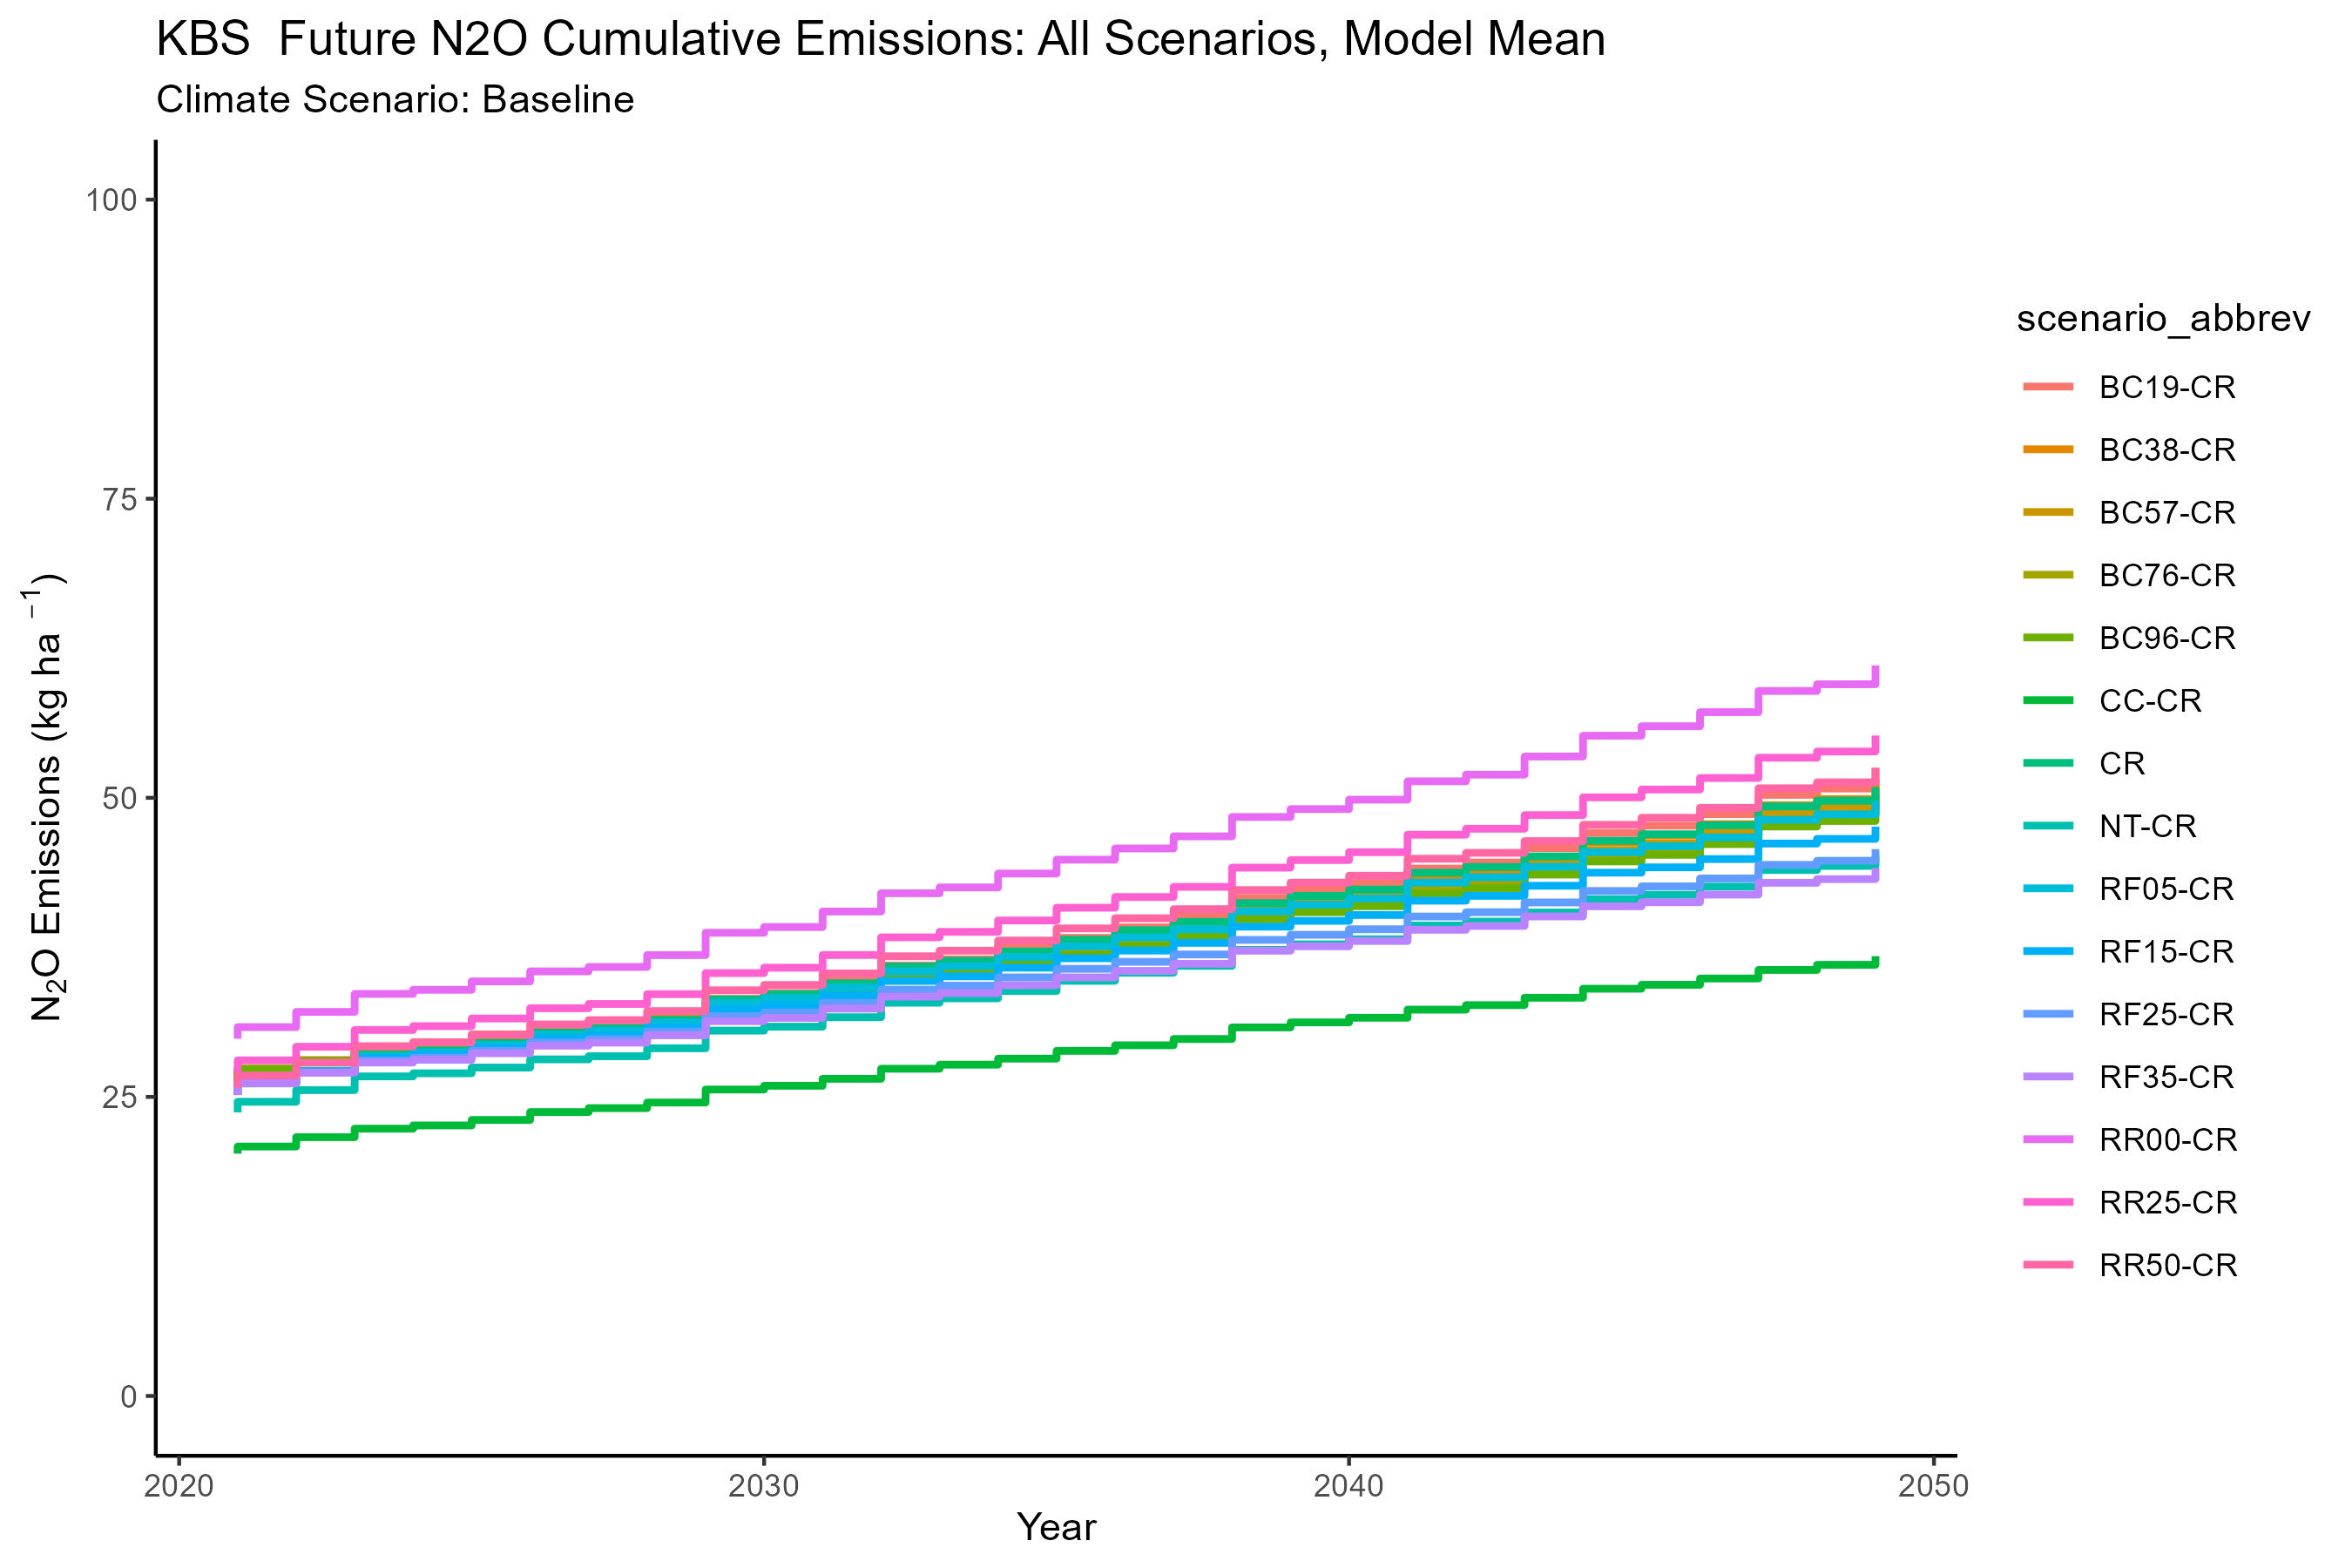 KBS  Future N2O Cumulative Emissions: All Scenarios, Model Mean
Climate Scenario: Baseline
N₂O Emissions (kg ha ⁻¹)
100
75
50
25
0
2020
2030
2040
2050
Year
scenario_abbrev
BC19-CR
BC38-CR
BC57-CR
BC76-CR
BC96-CR
CC-CR
CR
NT-CR
RF05-CR
RF15-CR
RF25-CR
RF35-CR
RR00-CR
RR25-CR
RR50-CR